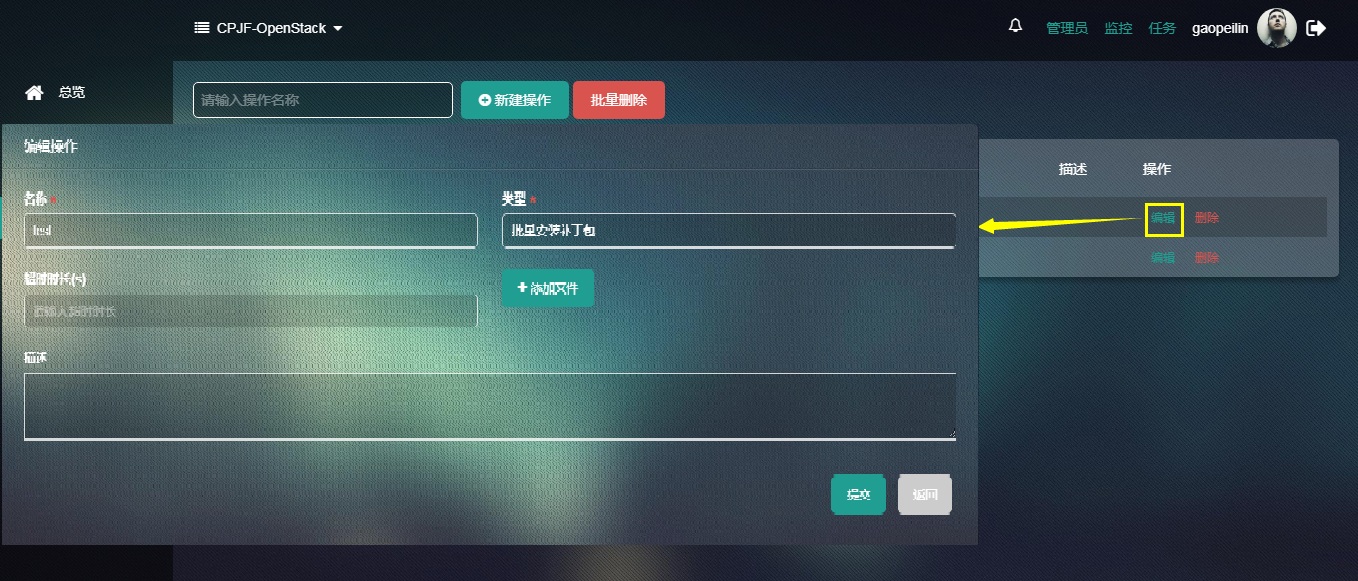 CPJF-OpenStack
管理员 监控 任务 gaopeilin
总览
请输入操作名称
新建操作
批量删除
编辑操作
描述 操作
名称 * 类型 *
test 批量安装补丁包
编辑 删除
编辑 删除
超时时长(s)
添加文件
请输入超时时长
描述
提交 返回